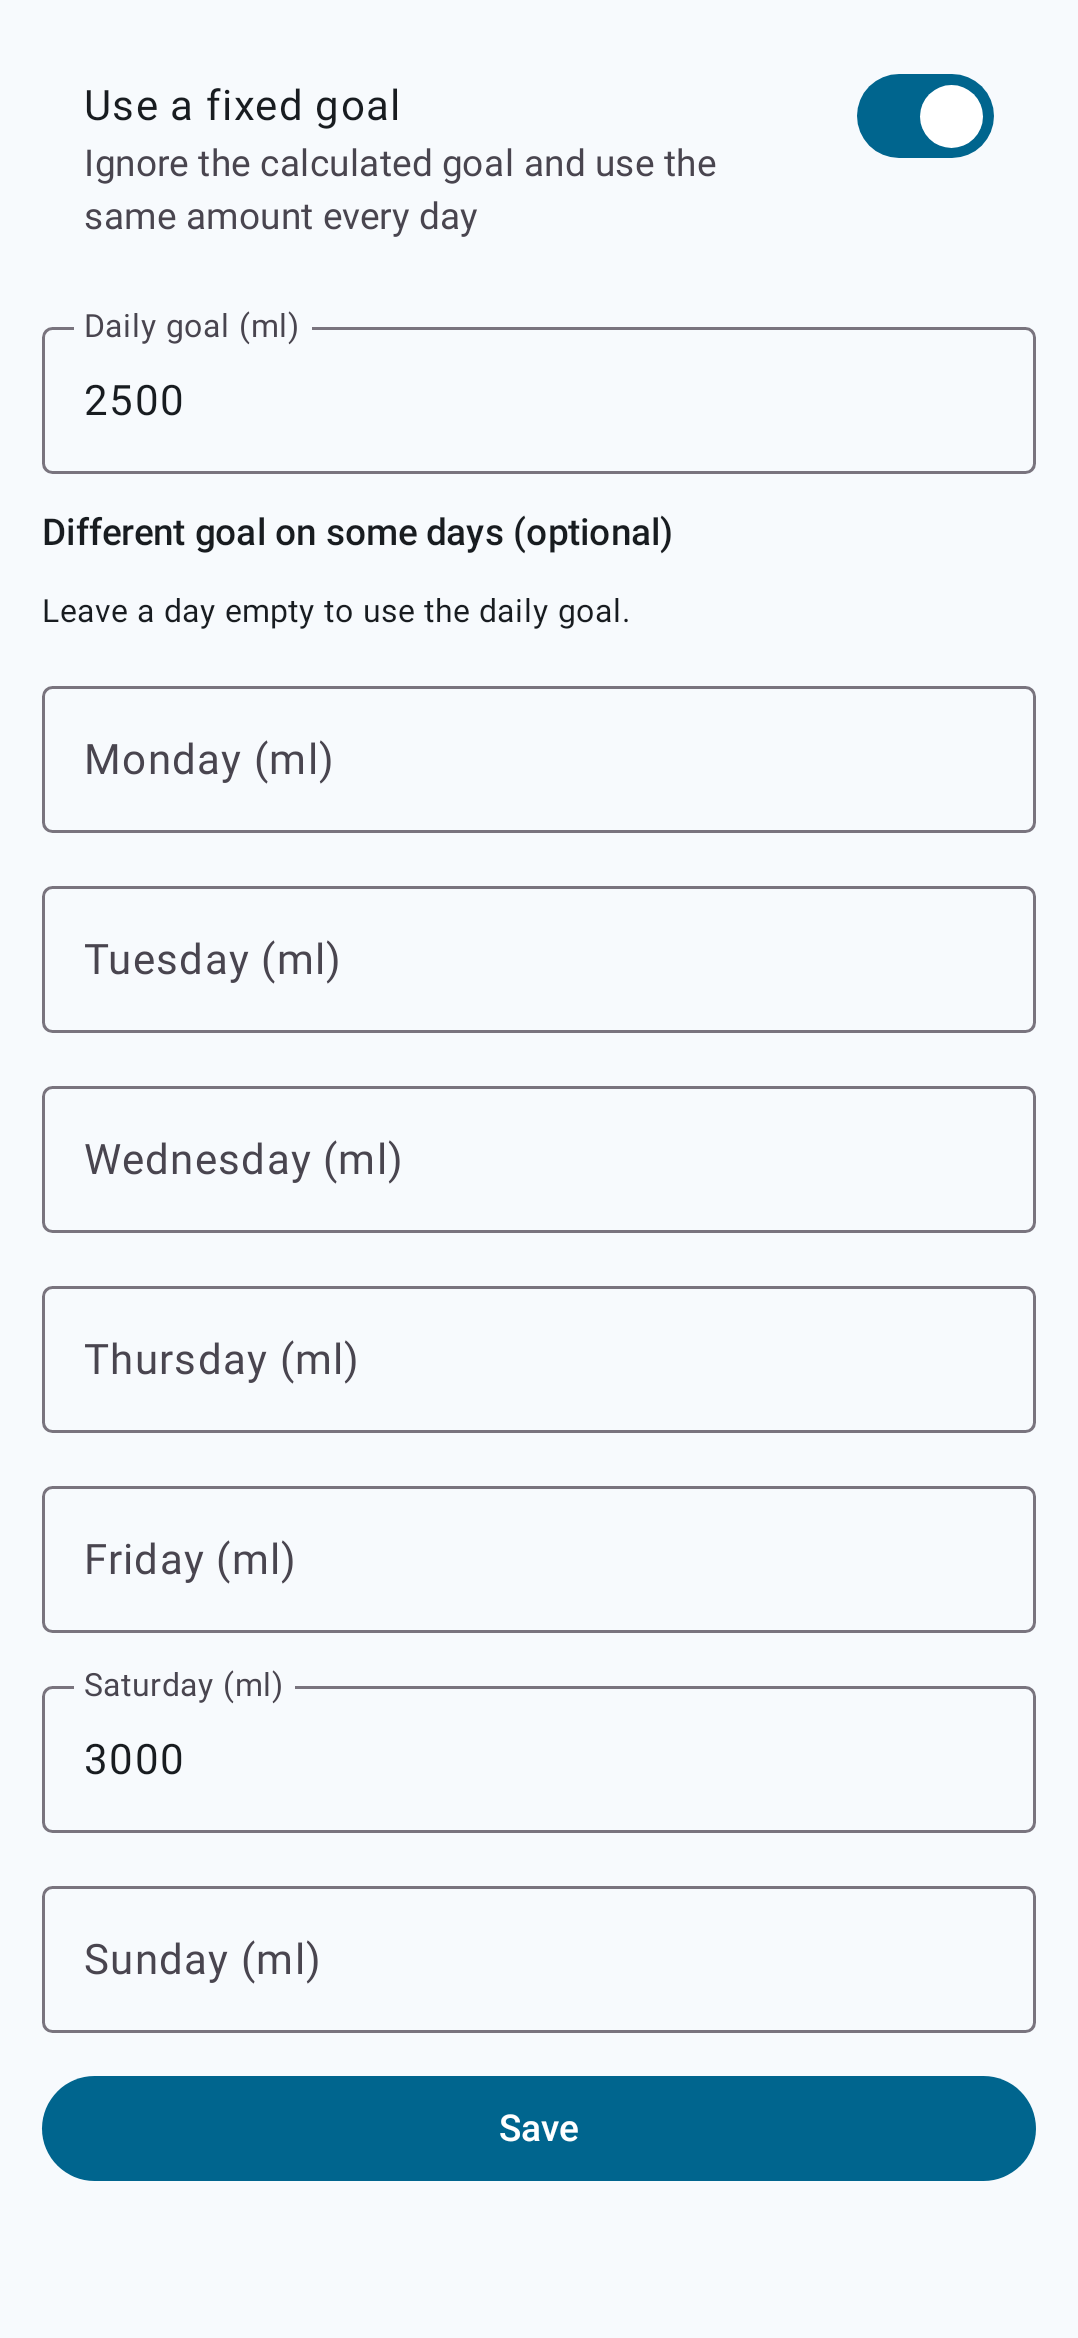 Use a fixed goal
Ignore the calculated goal and use the
same amount every day
Daily goal (ml)
2500
Different goal on some days (optional)
Leave a day empty to use the daily goal.
Monday (ml)
Tuesday (ml)
Wednesday (ml)
Thursday (ml)
Friday (ml)
Saturday (ml)
3000
Sunday (ml)
Save